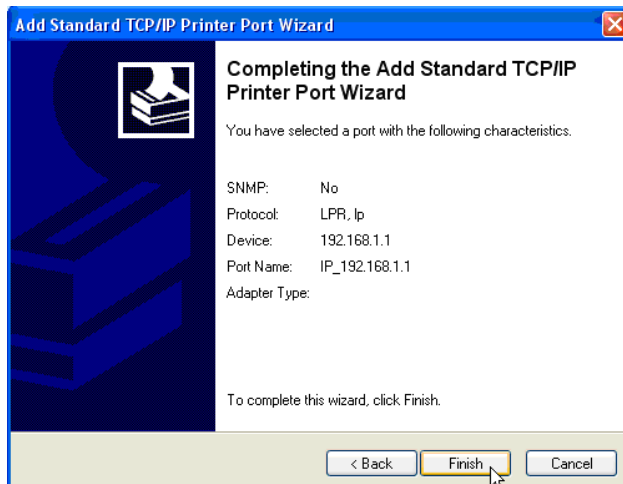 Add Standard TCP/IP Printer Port Wizard
Completing the Add Standard TCP/IP
Printer Port Wizard
You have selected a port with the following characteristics.
SNMP: No
Protocol: LPR, lp
Device: 192.168.1.1
Port Name: IP_192.168.1.1
Adapter Type:
To complete this wizard, click Finish.
< Back Finish Cancel